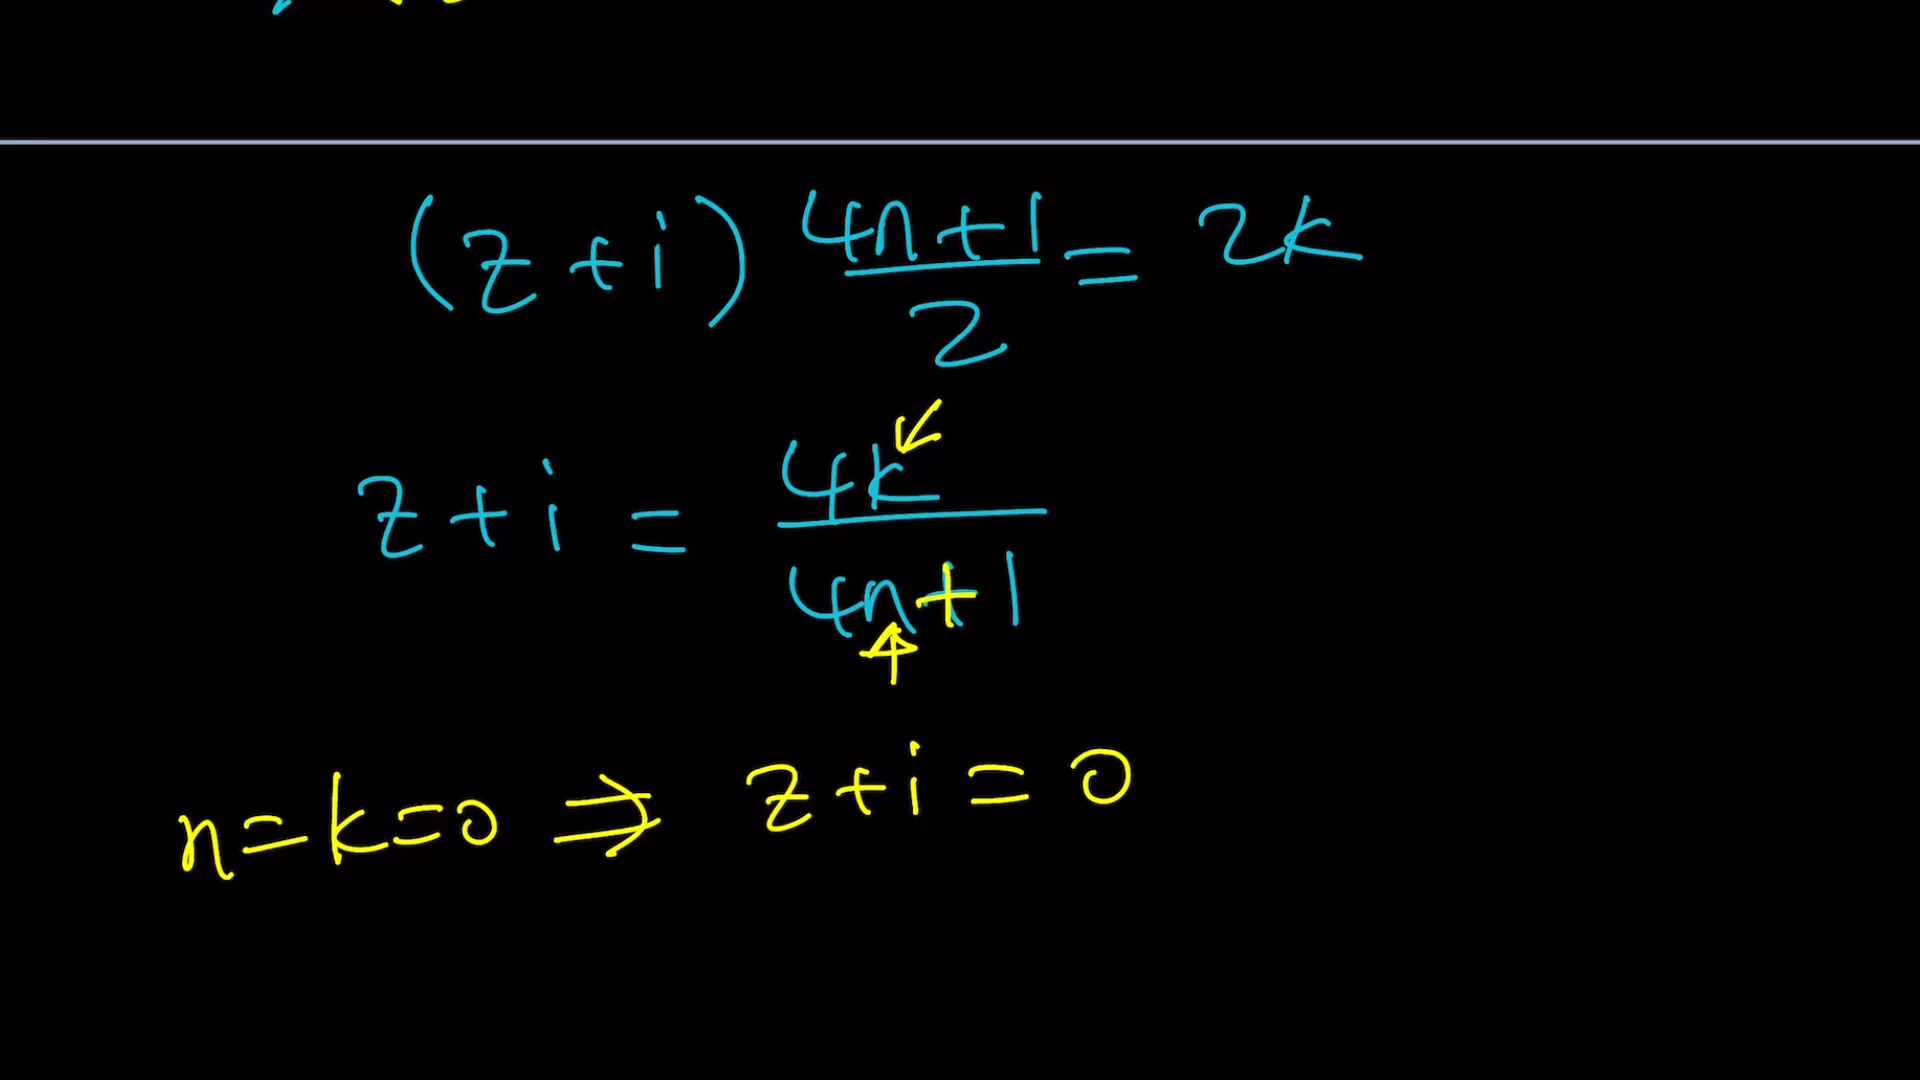 (z+i) 4n+1/2 = 2k
z+i = 4k/4n+1
n=k=0 ⇒ z+i=0